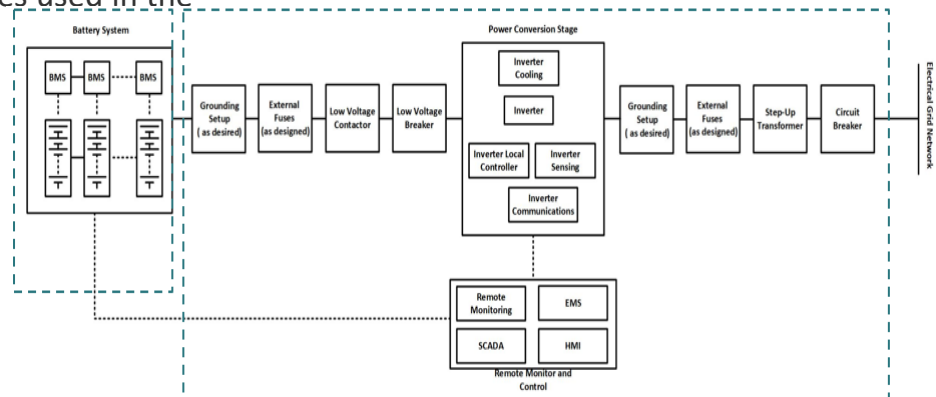 es used in the
Battery System
BMS
BMS
BMS
Grounding
Setup
( as desired)
External
Fuses
(as designed)
Low Voltage
Contactor
Low Voltage
Breaker
Power Conversion Stage
Inverter
Cooling
Inverter
Inverter Local
Controller
Inverter
Sensing
Inverter
Communications
Grounding
Setup
( as desired)
External
Fuses
(as designed)
Step-Up
Transformer
Circuit
Breaker
Electrical Grid Network
Remote
Monitoring
EMS
SCADA
HMI
Remote Monitor and
Control